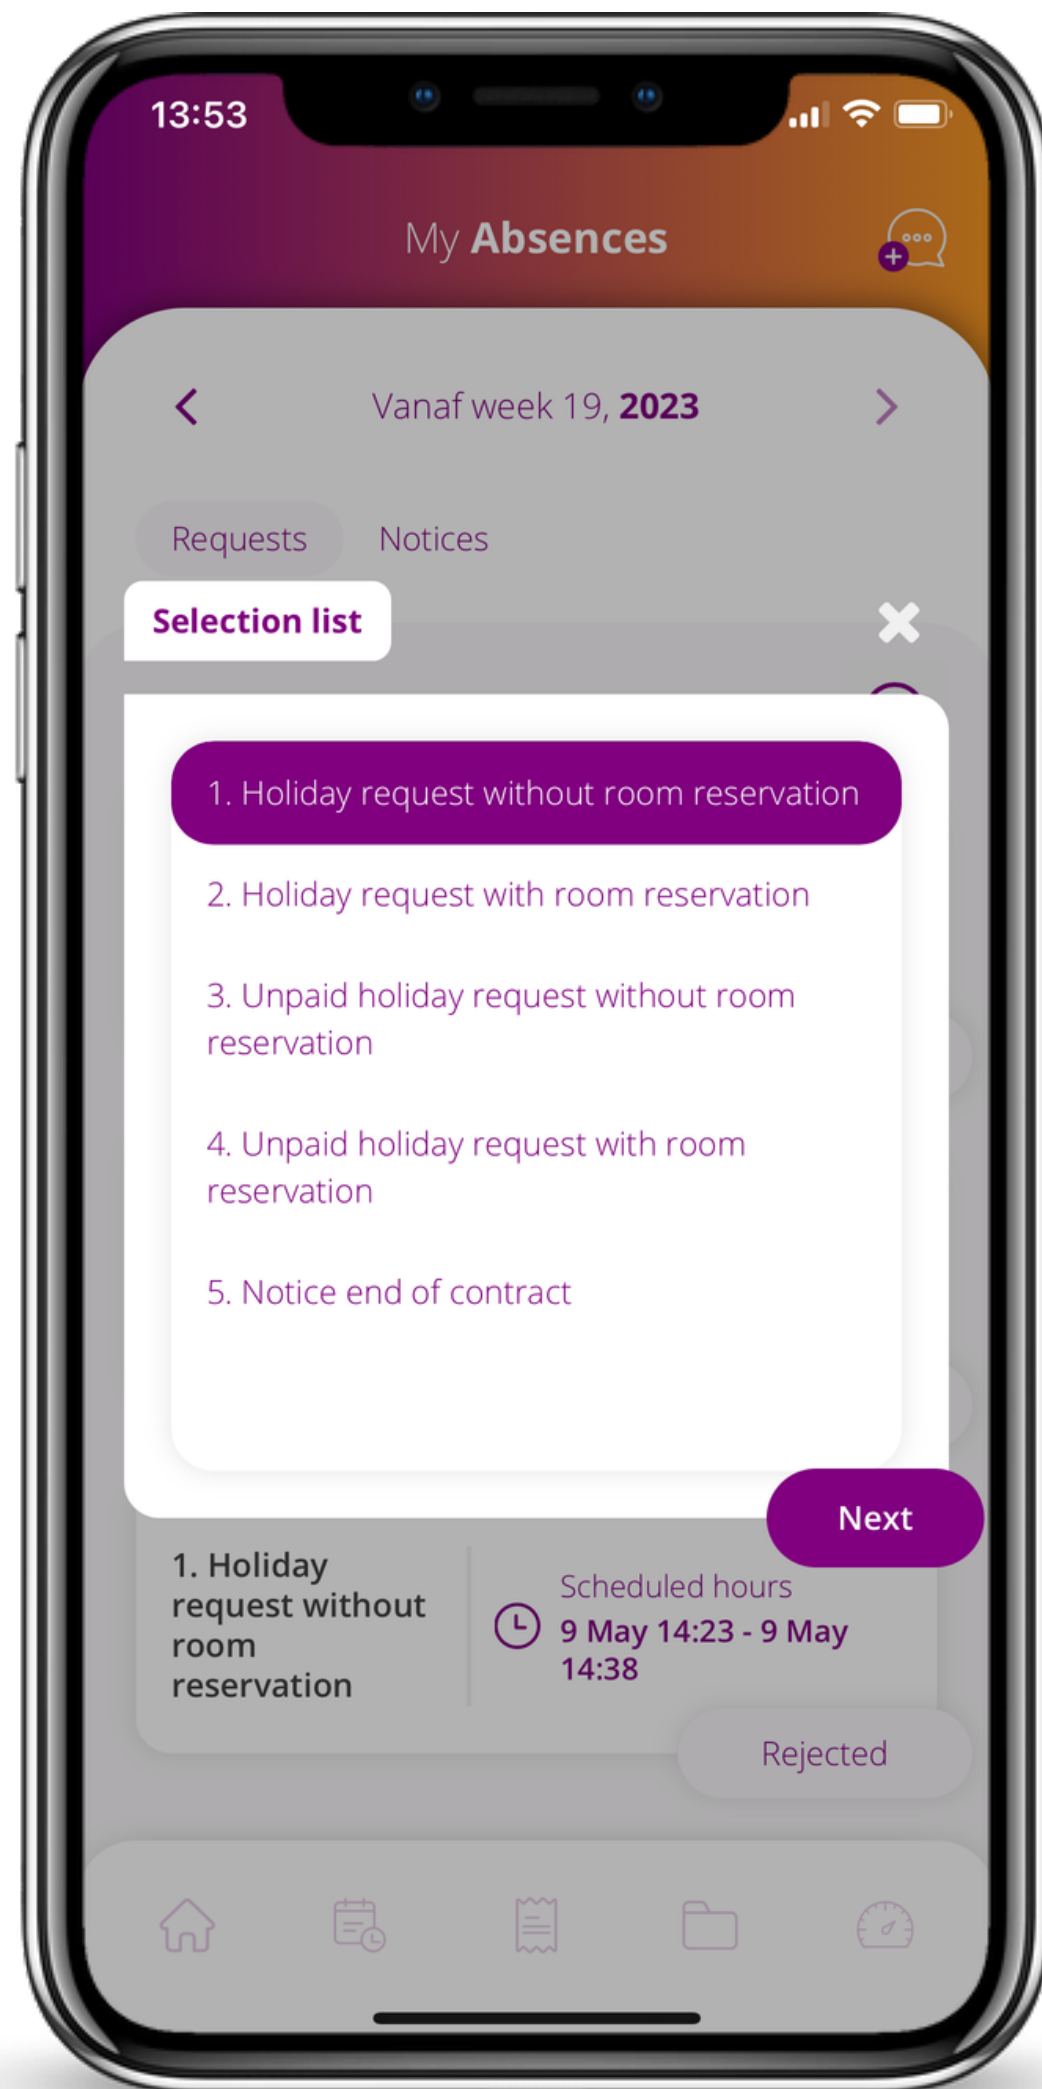 13:53
My Absences
Vanaf week 19, 2023
Requests
Notices
Selection list
1. Holiday request without room reservation
2. Holiday request with room reservation
3. Unpaid holiday request without room
reservation
4. Unpaid holiday request with room
reservation
5. Notice end of contract
Next
1. Holiday
request without
room
reservation
Scheduled hours
9 May 14:23 - 9 May
14:38
Rejected